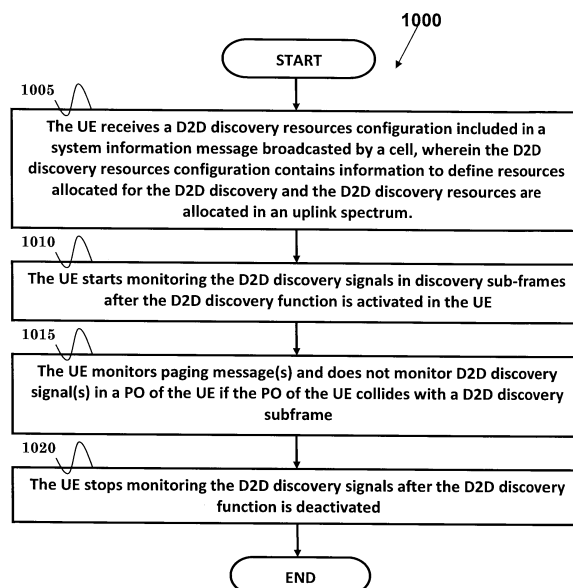 1000
START
1005
The UE receives a D2D discovery resources configuration included in a
system information message broadcasted by a cell, wherein the D2D
discovery resources configuration contains information to define resources
allocated for the D2D discovery and the D2D discovery resources are
allocated in an uplink spectrum.
1010
The UE starts monitoring the D2D discovery signals in discovery sub-frames
after the D2D discovery function is activated in the UE
1015
The UE monitors paging message(s) and does not monitor D2D discovery
signal(s) in a PO of the UE if the PO of the UE collides with a D2D discovery
subframe
1020
The UE stops monitoring the D2D discovery signals after the D2D discovery
function is deactivated
END